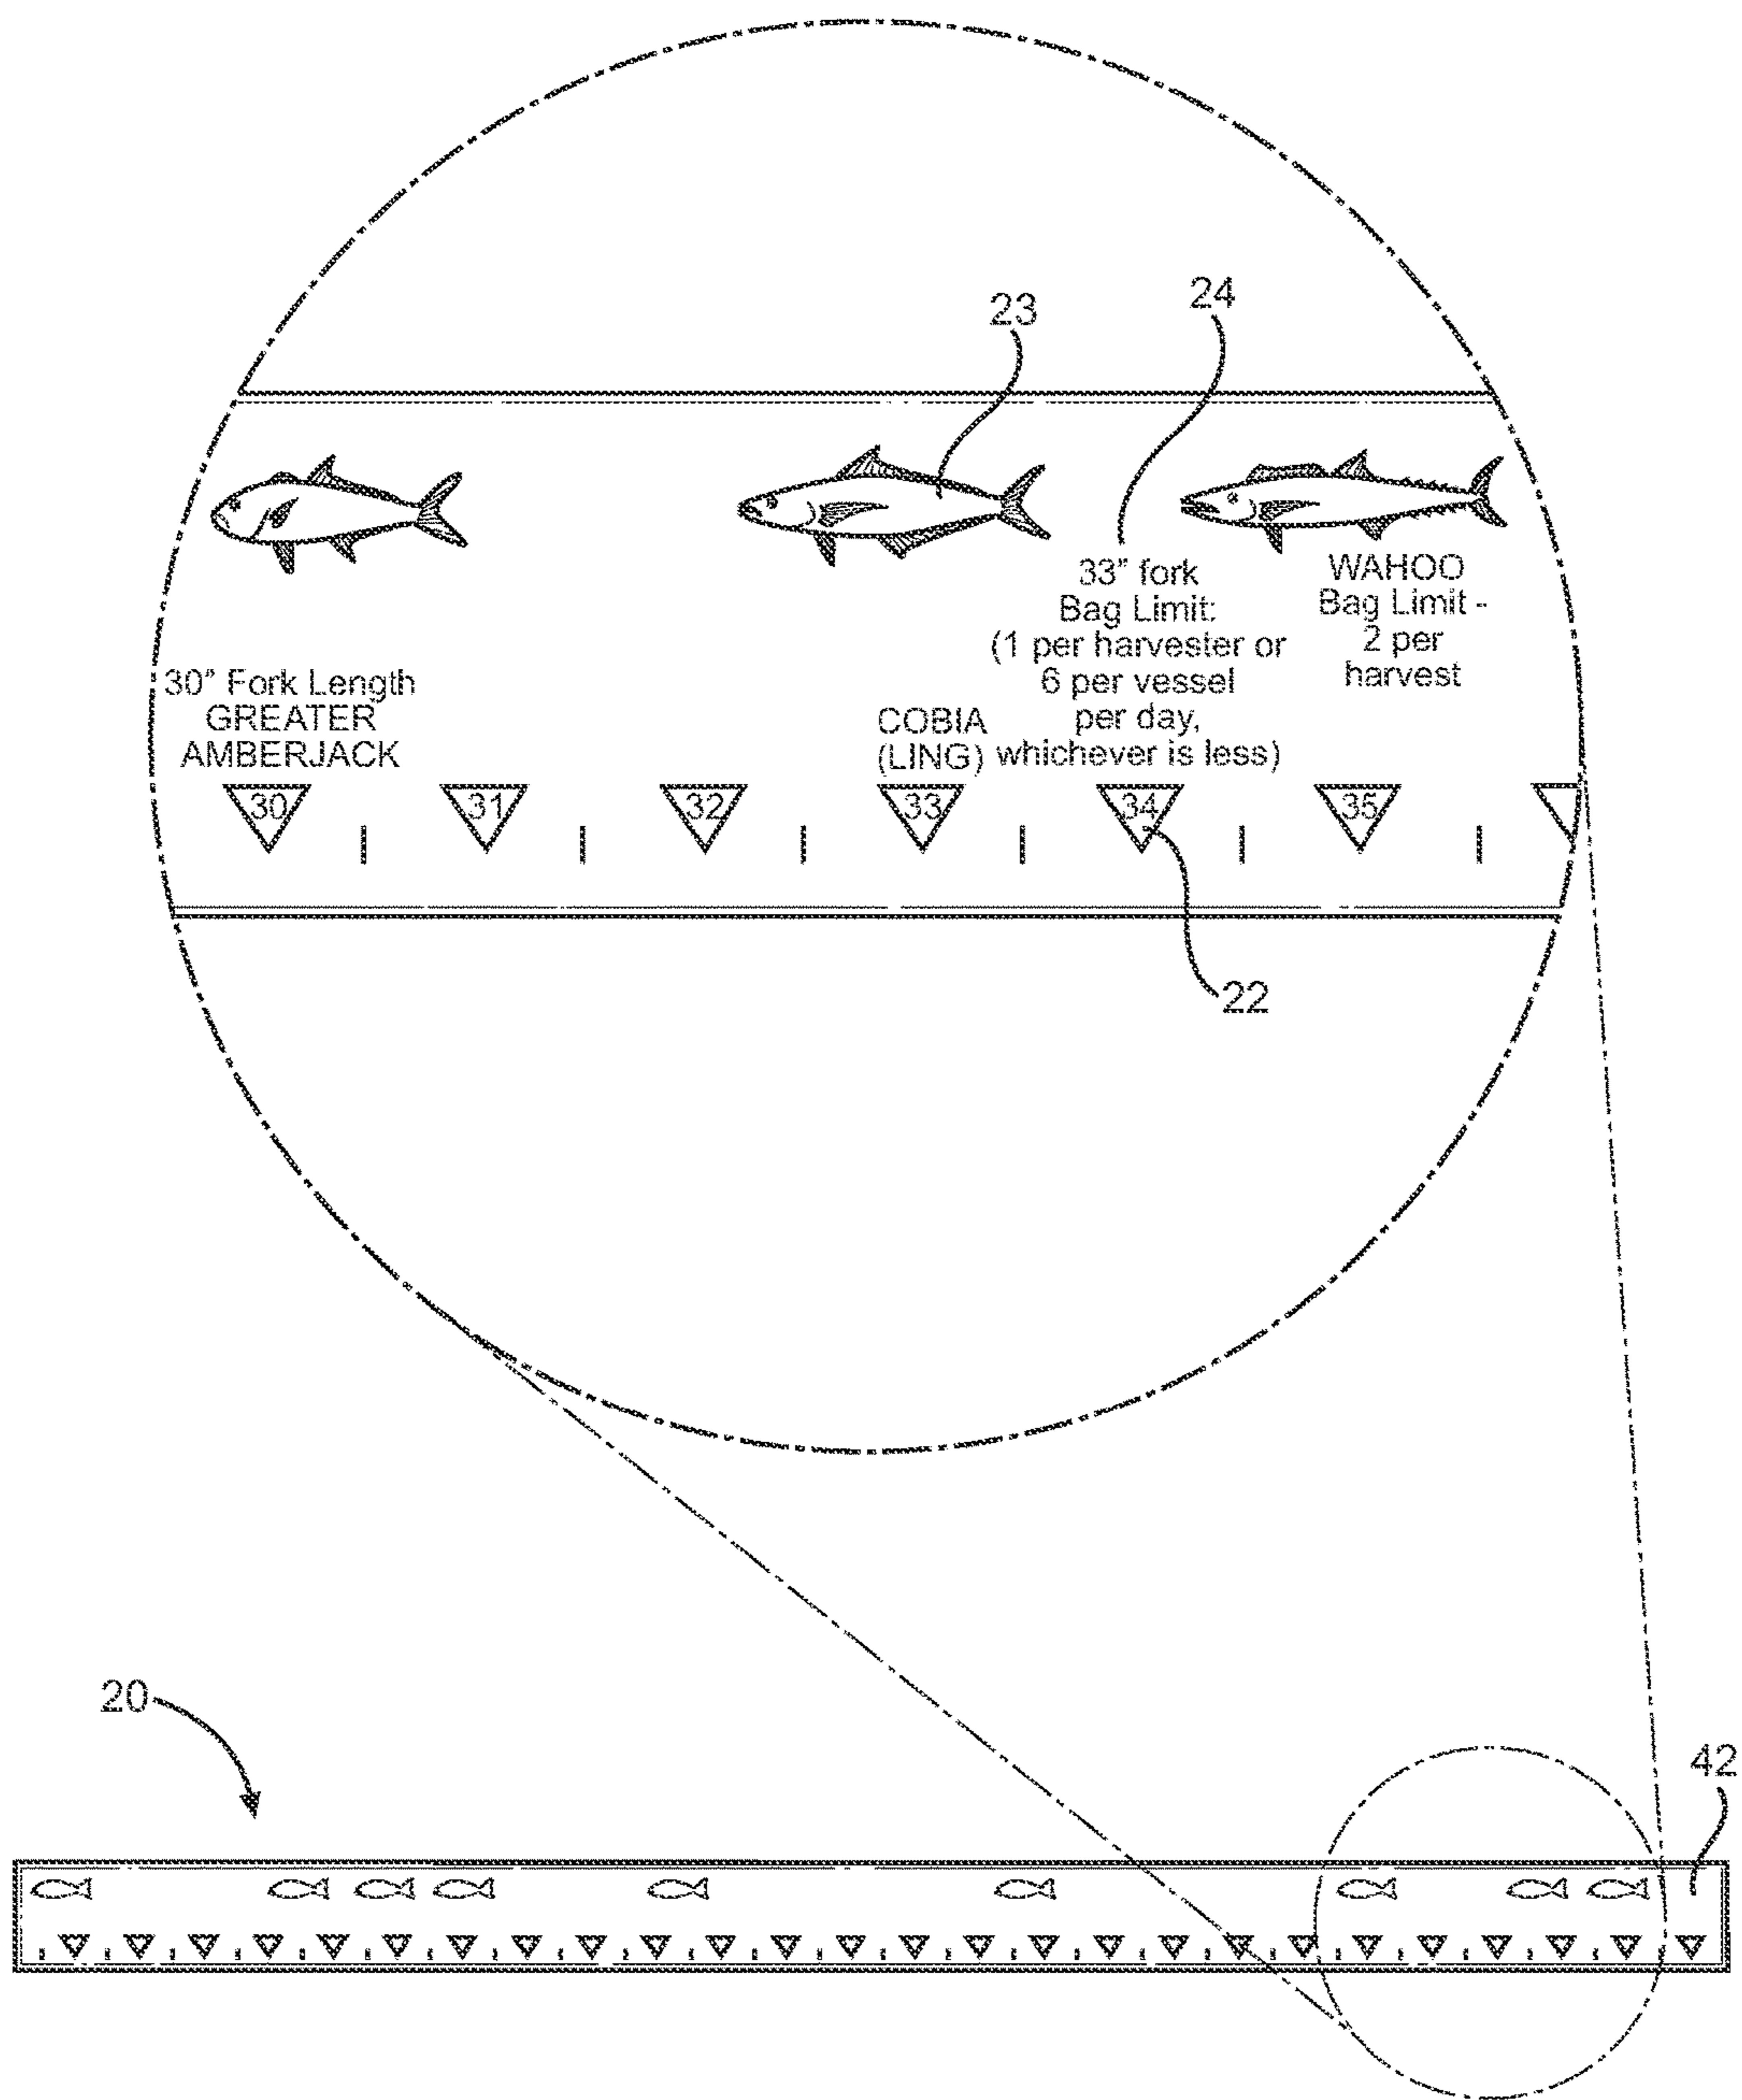 23
24
33" fork
Bag Limit:
(1 per harvester or
6 per vessel
per day,
whichever is less)
WAHOO
Bag Limit -
2 per
harvest
30" Fork Length
GREATER
AMBERJACK
COBIA
(LING)
30 31 32 33 34 35
22
20
42